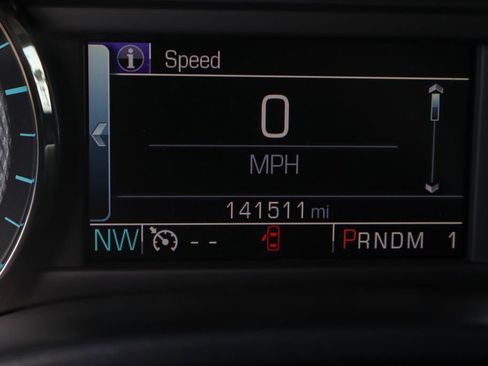 i Speed
0
MPH
141511 mi
NW -- PRNDM 1